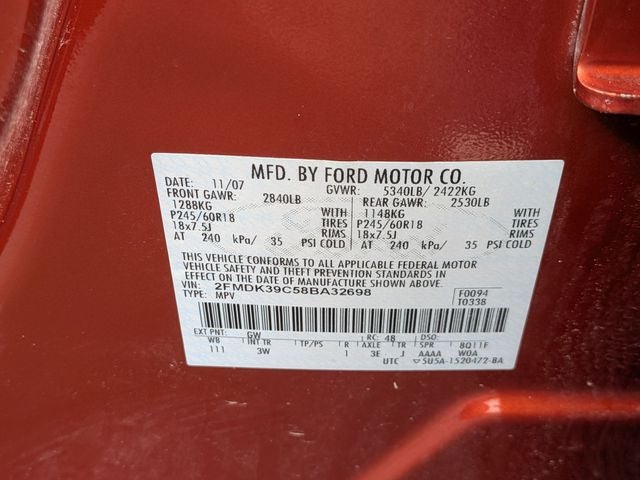 MFD. BY FORD MOTOR CO.
DATE: 11/07 GVWR: 5340LB/ 2422KG
FRONT GAWR: 2840LB REAR GAWR: 2530LB
1288KG 1148KG
P245/60R18 TIRES P245/60R18 TIRES
18x7.5J RIMS 18x7.5J RIMS
AT 240 kPa/ 35 PSI COLD AT 240 kPa/ 35 PSI COLD
THIS VEHICLE CONFORMS TO ALL APPLICABLE FEDERAL MOTOR
VEHICLE SAFETY AND THEFT PREVENTION STANDARDS IN
EFFECT ON THE DATE OF MANUFACTURE SHOWN ABOVE.
VIN: 2FMDK39C58BA32698 F0094
TYPE: MPV T0338
EXT PNT: GW RC: 48 DSO:
WB INT TR TP/PS R AXLE TR SPR 8Q11F
111 3W 1 3E J AAAA W0A
UTC ▽5U5A-1520472-BA